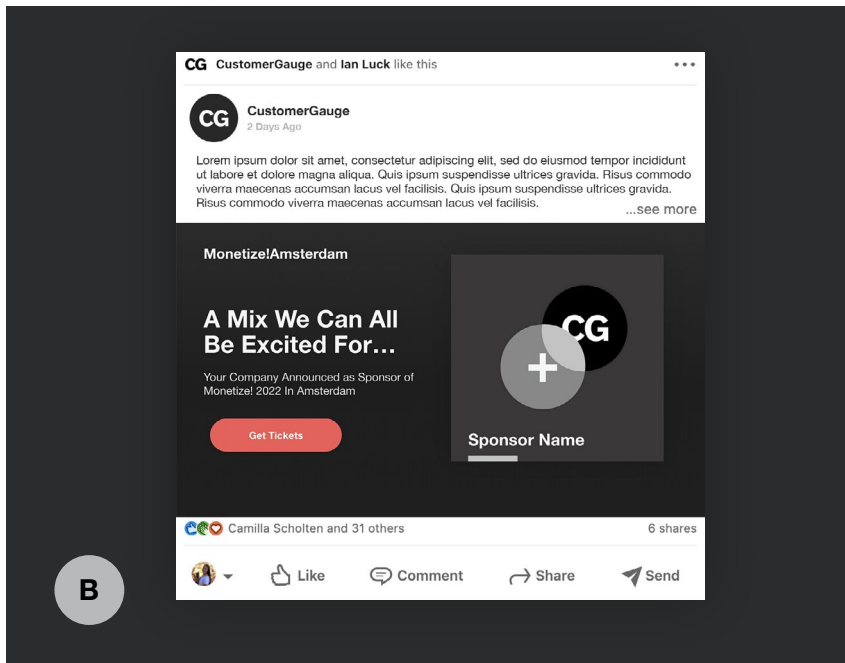 CG CustomerGauge and Ian Luck like this
CG
CustomerGauge
2 Days Ago
Lorem ipsum dolor sit amet, consectetur adipiscing elit, sed do eiusmod tempor incididunt
ut labore et dolore magna aliqua. Quis ipsum suspendisse ultrices gravida. Risus commodo
viverra maecenas accumsan lacus vel facilisis. Quis ipsum suspendisse ultrices gravida.
Risus commodo viverra maecenas accumsan lacus vel facilisis.
...see more
Monetize!Amsterdam
A Mix We Can All
Be Excited For...
Your Company Announced as Sponsor of
Monetize! 2022 In Amsterdam
Get Tickets
CG
+
Sponsor Name
Camilla Scholten and 31 others
6 shares
Like
Comment
Share
Send
B